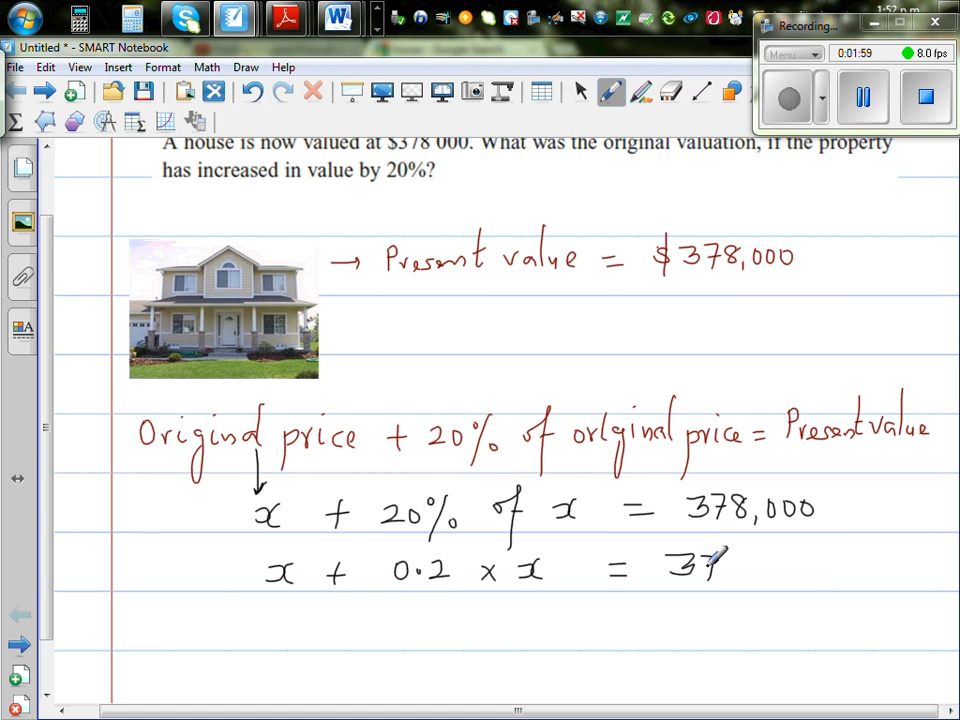 1:52 p.m.
Recording...
Untitled * - SMART Notebook
Menu
0:01:59
8.0 fps
File Edit View Insert Format Math Draw Help
A house is now valued at $378 000. What was the original valuation, if the property
has increased in value by 20%?
→ Present value = $378,000
Original price + 20% of original price = Present value
x + 20% of x = 378,000
x + 0.2 × x = 37